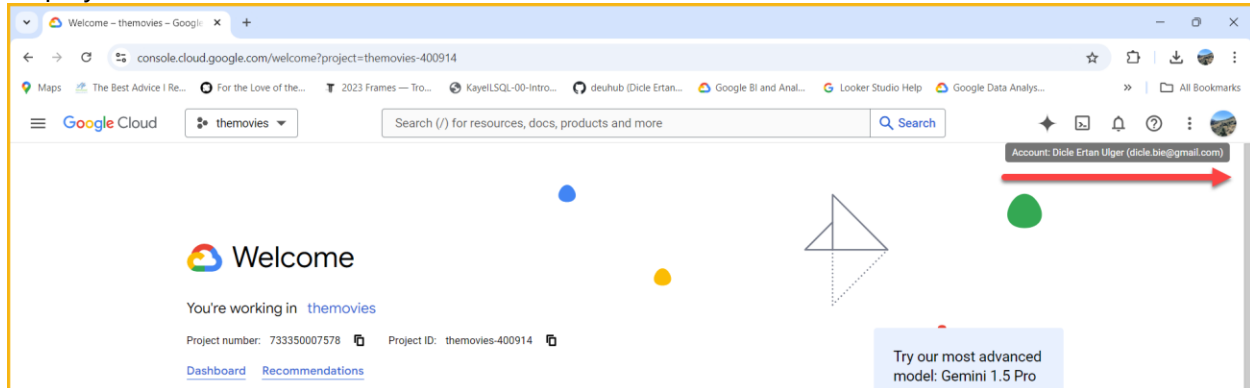 Welcome – themovies – Google
console.cloud.google.com/welcome?project=themovies-400914
Maps The Best Advice I Re... For the Love of the... 2023 Frames — Tro... KayelLSQL-00-Intro... deuhub (Dicle Ertan... Google BI and Anal... Looker Studio Help Google Data Analys... » All Bookmarks
Google Cloud themovies Search (/) for resources, docs, products and more Search
Account: Dicle Ertan Ulger (dicle.bie@gmail.com)
Welcome
You're working in themovies
Project number: 733350007578 Project ID: themovies-400914
Dashboard Recommendations
Try our most advanced
model: Gemini 1.5 Pro